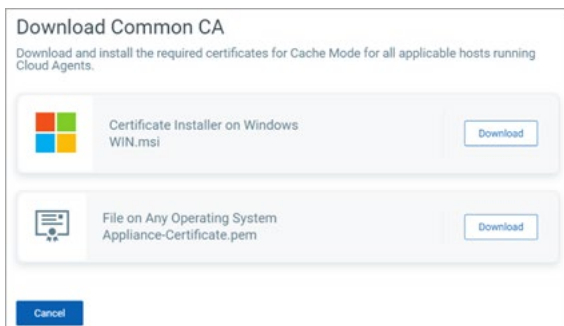 Download Common CA
Download and install the required certificates for Cache Mode for all applicable hosts running
Cloud Agents.
Certificate Installer on Windows
WIN.msi
Download
File on Any Operating System
Appliance-Certificate.pem
Download
Cancel